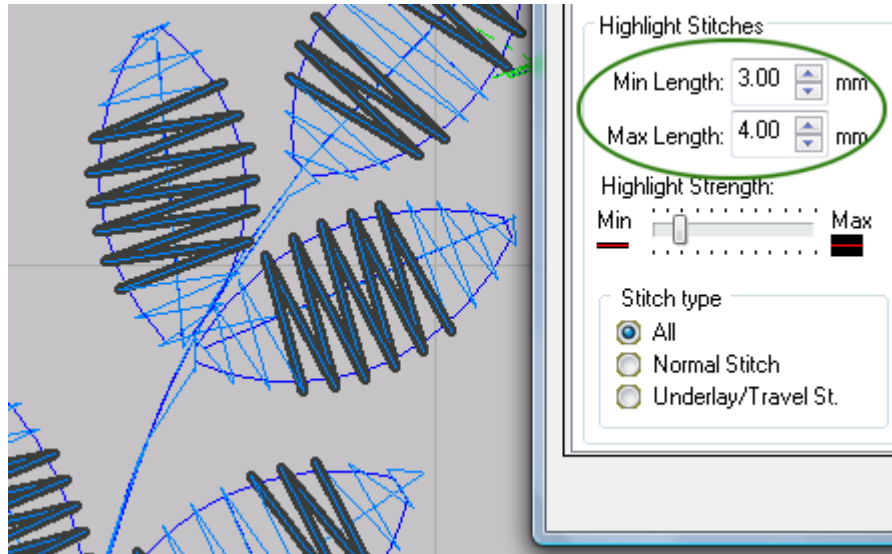 Highlight Stitches
Min Length: 3.00 mm
Max Length: 4.00 mm
Highlight Strength:
Min Max
Stitch type
All
Normal Stitch
Underlay/Travel St.